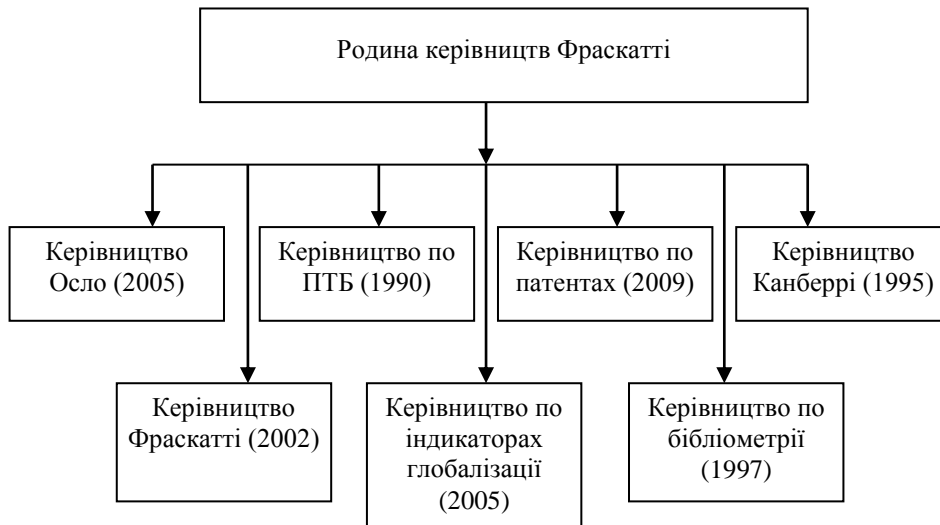 Родина керівництв Фраскатті
Керівництво
Осло (2005)
Керівництво по
ПТБ (1990)
Керівництво по
патентах (2009)
Керівництво
Канберрі (1995)
Керівництво
Фраскатті (2002)
Керівництво по
індикаторах
глобалізації
(2005)
Керівництво по
бібліометрії
(1997)